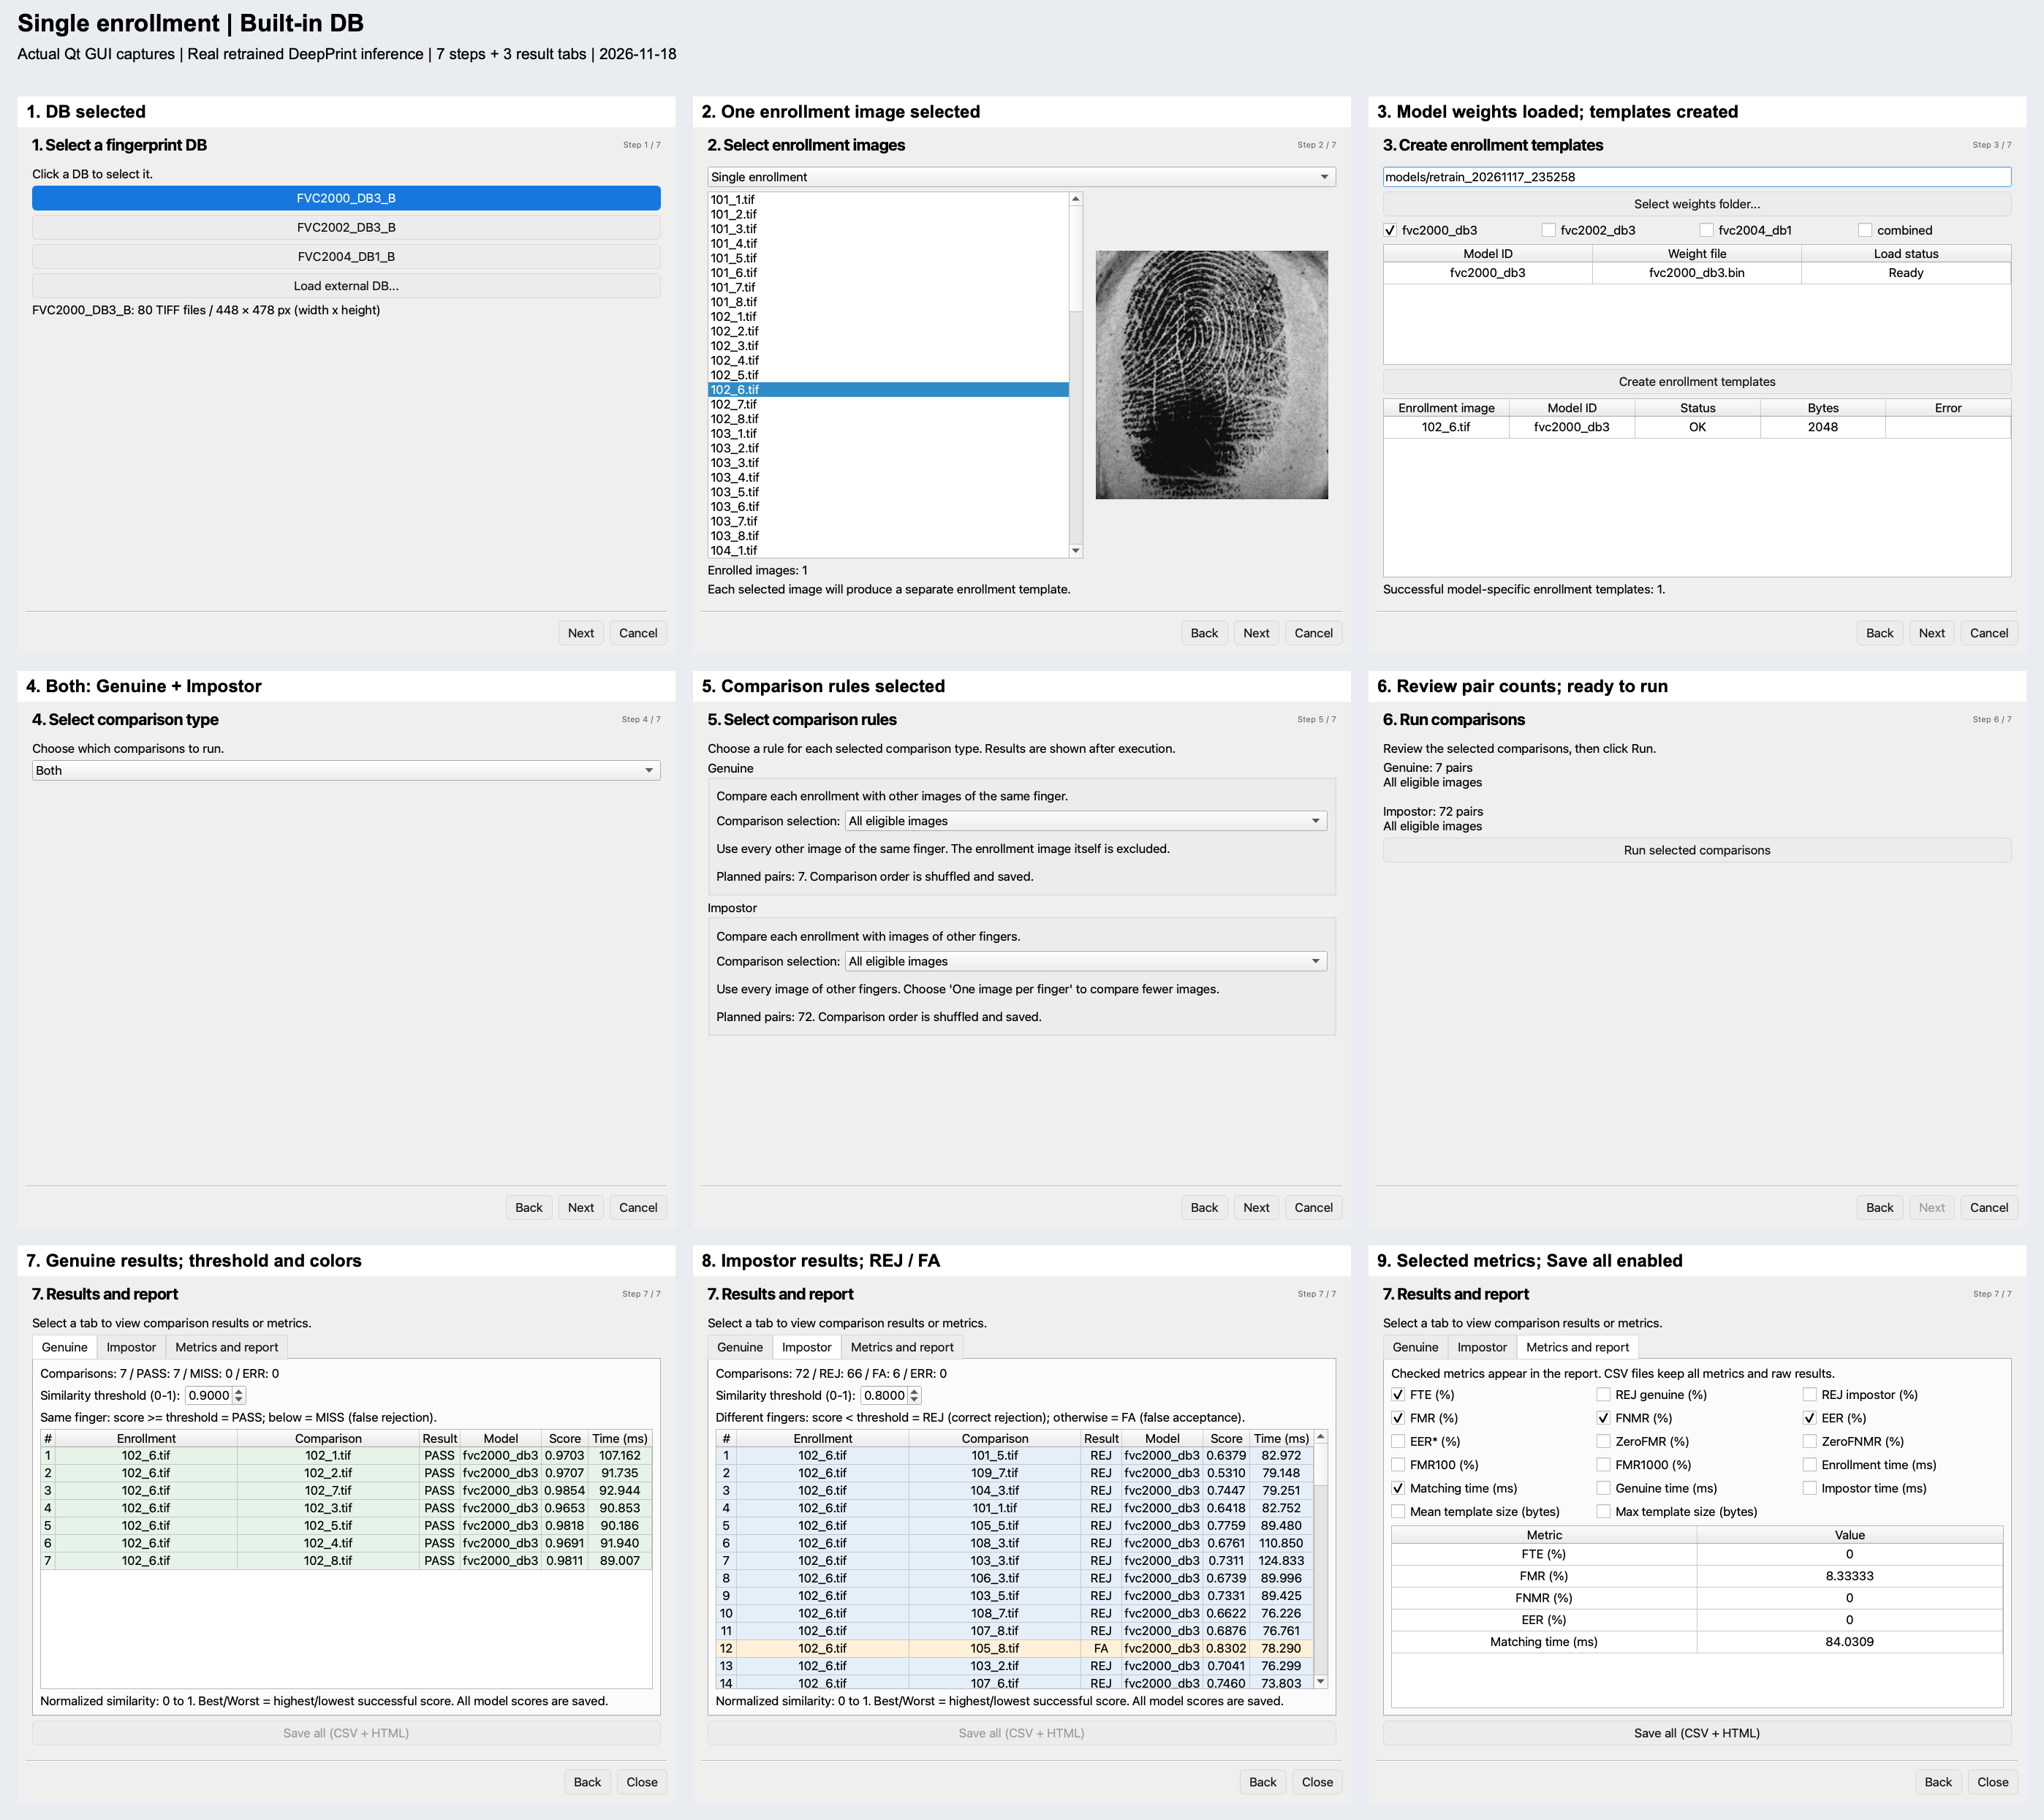 Single enrollment | Built-in DB
Actual Qt GUI captures | Real retrained DeepPrint inference | 7 steps + 3 result tabs | 2026-11-18
1. DB selected
1. Select a fingerprint DB
Step 1 / 7
Click a DB to select it.
FVC2000_DB3_B
FVC2002_DB3_B
FVC2004_DB1_B
Load external DB...
FVC2000_DB3_B: 80 TIFF files / 448 × 478 px (width x height)
Next Cancel
2. One enrollment image selected
2. Select enrollment images
Step 2 / 7
Single enrollment
101_1.tif
101_2.tif
101_3.tif
101_4.tif
101_5.tif
101_6.tif
101_7.tif
101_8.tif
102_1.tif
102_2.tif
102_3.tif
102_4.tif
102_5.tif
102_6.tif
102_7.tif
102_8.tif
103_1.tif
103_2.tif
103_3.tif
103_4.tif
103_5.tif
103_6.tif
103_7.tif
103_8.tif
104_1.tif
Enrolled images: 1
Each selected image will produce a separate enrollment template.
Back Next Cancel
3. Model weights loaded; templates created
3. Create enrollment templates
Step 3 / 7
models/retrain_20261117_235258
Select weights folder...
fvc2000_db3 fvc2002_db3 fvc2004_db1 combined
Model ID Weight file Load status
fvc2000_db3 fvc2000_db3.bin Ready
Create enrollment templates
Enrollment image Model ID Status Bytes Error
102_6.tif fvc2000_db3 OK 2048
Successful model-specific enrollment templates: 1.
Back Next Cancel
4. Both: Genuine + Impostor
4. Select comparison type
Step 4 / 7
Choose which comparisons to run.
Both
Back Next Cancel
5. Comparison rules selected
5. Select comparison rules
Step 5 / 7
Choose a rule for each selected comparison type. Results are shown after execution.
Genuine
Compare each enrollment with other images of the same finger.
Comparison selection: All eligible images
Use every other image of the same finger. The enrollment image itself is excluded.
Planned pairs: 7. Comparison order is shuffled and saved.
Impostor
Compare each enrollment with images of other fingers.
Comparison selection: All eligible images
Use every image of other fingers. Choose 'One image per finger' to compare fewer images.
Planned pairs: 72. Comparison order is shuffled and saved.
Back Next Cancel
6. Review pair counts; ready to run
6. Run comparisons
Step 6 / 7
Review the selected comparisons, then click Run.
Genuine: 7 pairs
All eligible images
Impostor: 72 pairs
All eligible images
Run selected comparisons
Back Next Cancel
7. Genuine results; threshold and colors
7. Results and report
Step 7 / 7
Select a tab to view comparison results or metrics.
Genuine Impostor Metrics and report
Comparisons: 7 / PASS: 7 / MISS: 0 / ERR: 0
Similarity threshold (0-1): 0.9000
Same finger: score >= threshold = PASS; below = MISS (false rejection).
# Enrollment Comparison Result Model Score Time (ms)
1 102_6.tif 102_1.tif PASS fvc2000_db3 0.9703 107.162
2 102_6.tif 102_2.tif PASS fvc2000_db3 0.9707 91.735
3 102_6.tif 102_7.tif PASS fvc2000_db3 0.9854 92.944
4 102_6.tif 102_3.tif PASS fvc2000_db3 0.9653 90.853
5 102_6.tif 102_5.tif PASS fvc2000_db3 0.9818 90.186
6 102_6.tif 102_4.tif PASS fvc2000_db3 0.9691 91.940
7 102_6.tif 102_8.tif PASS fvc2000_db3 0.9811 89.007
Normalized similarity: 0 to 1. Best/Worst = highest/lowest successful score. All model scores are saved.
Save all (CSV + HTML)
Back Close
8. Impostor results; REJ / FA
7. Results and report
Step 7 / 7
Select a tab to view comparison results or metrics.
Genuine Impostor Metrics and report
Comparisons: 72 / REJ: 66 / FA: 6 / ERR: 0
Similarity threshold (0-1): 0.8000
Different fingers: score < threshold = REJ (correct rejection); otherwise = FA (false acceptance).
# Enrollment Comparison Result Model Score Time (ms)
1 102_6.tif 101_5.tif REJ fvc2000_db3 0.6379 82.972
2 102_6.tif 109_7.tif REJ fvc2000_db3 0.5310 79.148
3 102_6.tif 104_3.tif REJ fvc2000_db3 0.7447 79.251
4 102_6.tif 101_1.tif REJ fvc2000_db3 0.6418 82.752
5 102_6.tif 105_5.tif REJ fvc2000_db3 0.7759 89.480
6 102_6.tif 108_3.tif REJ fvc2000_db3 0.6761 110.850
7 102_6.tif 103_3.tif REJ fvc2000_db3 0.7311 124.833
8 102_6.tif 106_3.tif REJ fvc2000_db3 0.6739 89.996
9 102_6.tif 103_5.tif REJ fvc2000_db3 0.7331 89.425
10 102_6.tif 108_7.tif REJ fvc2000_db3 0.6622 76.226
11 102_6.tif 107_8.tif REJ fvc2000_db3 0.6876 76.761
12 102_6.tif 105_8.tif FA fvc2000_db3 0.8302 78.290
13 102_6.tif 103_2.tif REJ fvc2000_db3 0.7041 76.299
14 102_6.tif 107_6.tif REJ fvc2000_db3 0.7460 73.803
Normalized similarity: 0 to 1. Best/Worst = highest/lowest successful score. All model scores are saved.
Save all (CSV + HTML)
Back Close
9. Selected metrics; Save all enabled
7. Results and report
Step 7 / 7
Select a tab to view comparison results or metrics.
Genuine Impostor Metrics and report
Checked metrics appear in the report. CSV files keep all metrics and raw results.
FTE (%) REJ genuine (%) REJ impostor (%)
FMR (%) FNMR (%) EER (%)
EER* (%) ZeroFMR (%) ZeroFNMR (%)
FMR100 (%) FMR1000 (%) Enrollment time (ms)
Matching time (ms) Genuine time (ms) Impostor time (ms)
Mean template size (bytes) Max template size (bytes)
Metric Value
FTE (%) 0
FMR (%) 8.33333
FNMR (%) 0
EER (%) 0
Matching time (ms) 84.0309
Save all (CSV + HTML)
Back Close